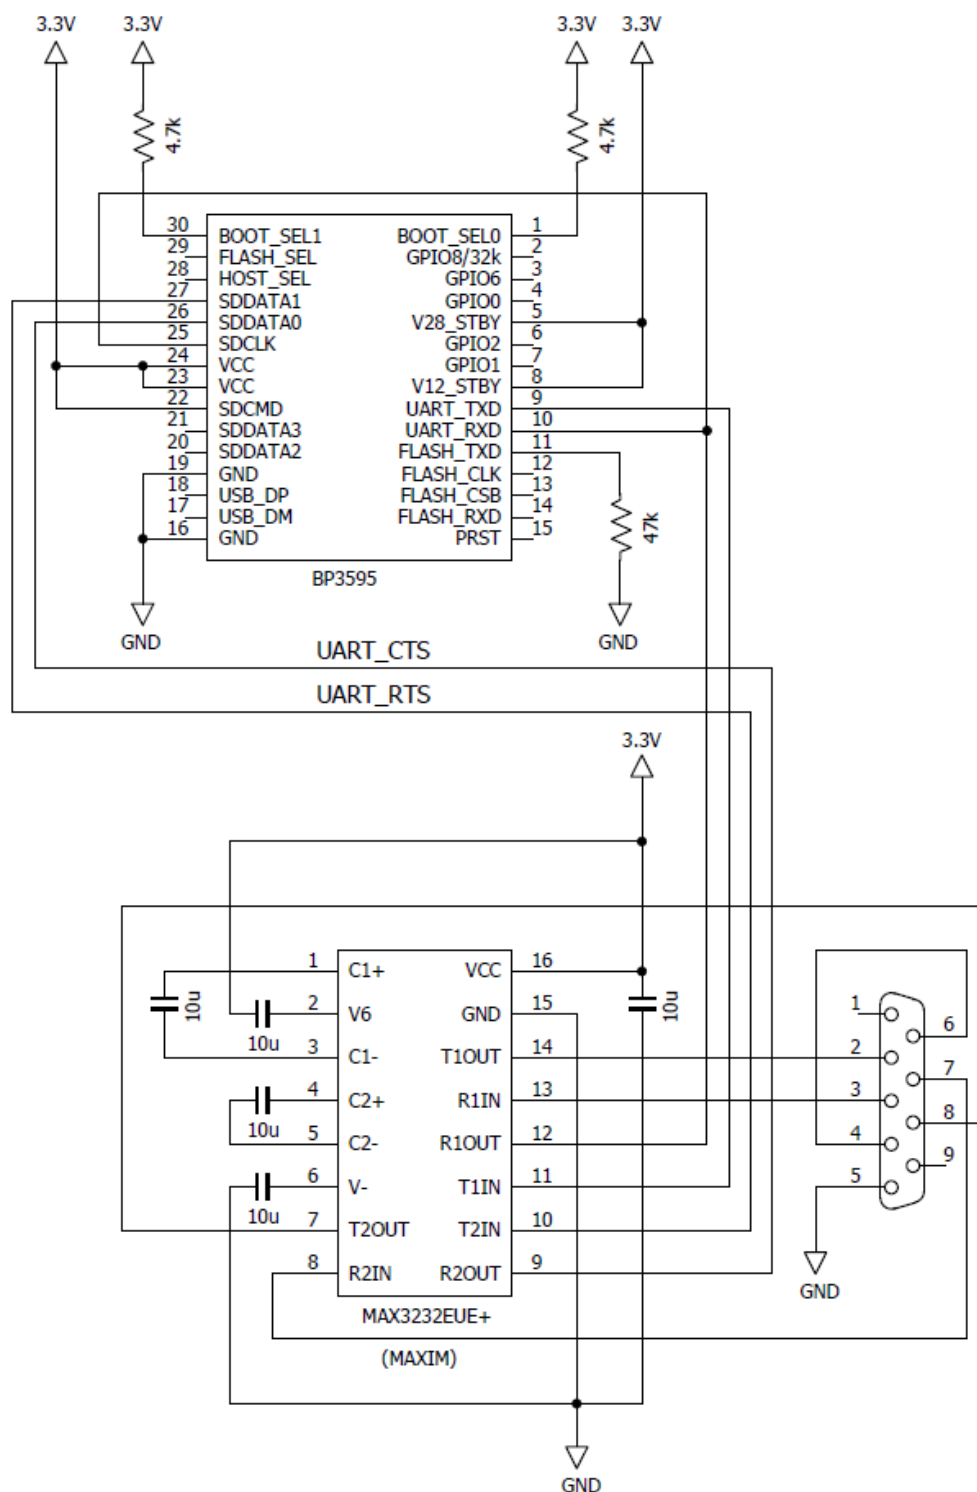 3.3V 3.3V 3.3V 3.3V
4.7k 4.7k
30 BOOT_SEL1 BOOT_SEL0 1
29 FLASH_SEL GPIO8/32k 2
28 HOST_SEL GPIO6 3
27 SDDATA1 GPIO0 4
26 SDDATA0 V28_STBY 5
25 SDCLK GPIO2 6
24 VCC GPIO1 7
23 VCC V12_STBY 8
22 SDCMD UART_TXD 9
21 SDDATA3 UART_RXD 10
20 SDDATA2 FLASH_TXD 11
19 GND FLASH_CLK 12
18 USB_DP FLASH_CSB 13
17 USB_DM FLASH_RXD 14
16 GND PRST 15
47k
BP3595
GND GND
UART_CTS
UART_RTS
3.3V
1 C1+ VCC 16
10u
2 V6 GND 15
10u
10u
3 C1- T1OUT 14
4 C2+ R1IN 13
10u
5 C2- R1OUT 12
6 V- T1IN 11
10u
7 T2OUT T2IN 10
8 R2IN R2OUT 9
MAX3232EUE+
(MAXIM)
1
6
2
7
3
8
4
9
5
GND
GND